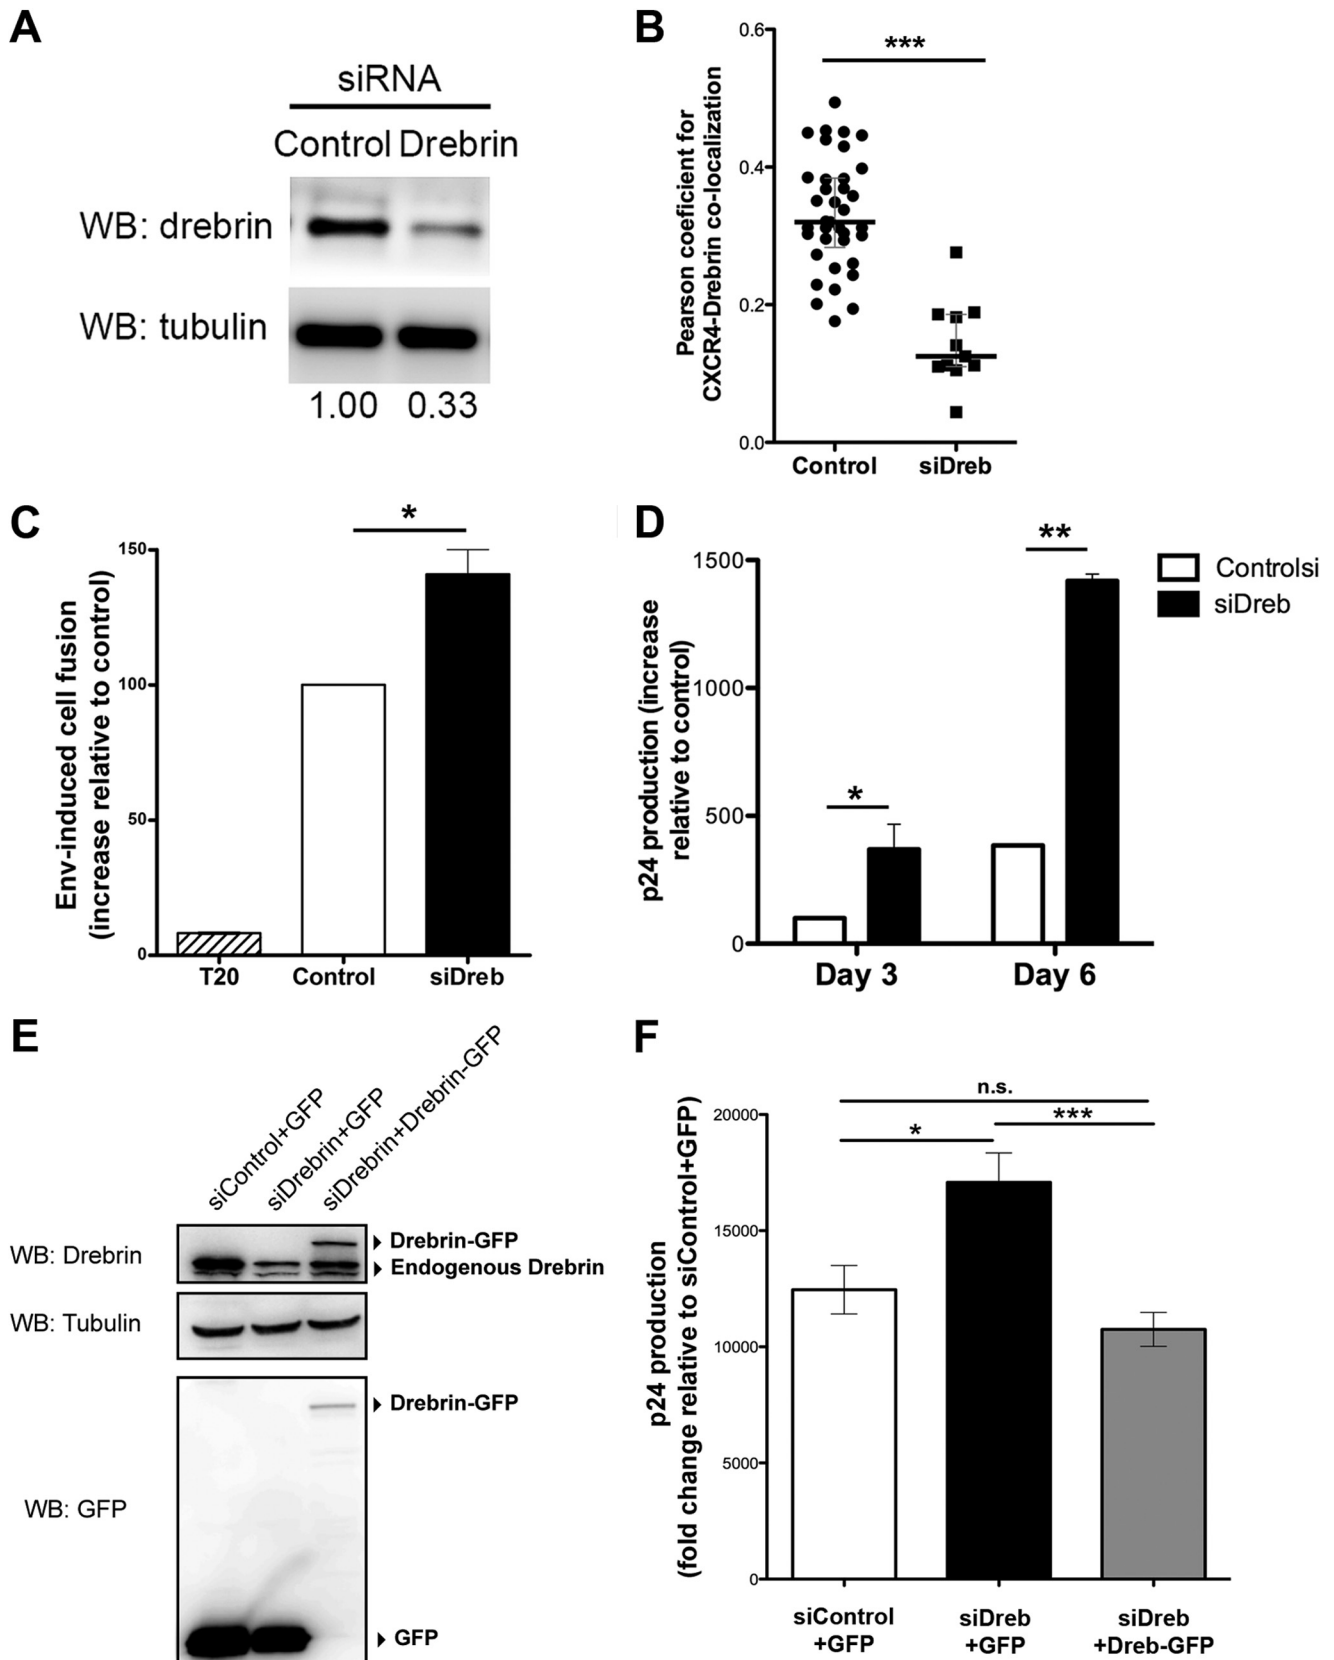 A
siRNA
Control Drebrin
WB: drebrin
WB: tubulin
1.00 0.33
B
Pearson coeficient for
CXCR4-Drebrin co-localization
0.6
0.4
0.2
0.0
***
Control
siDreb
C
Env-induced cell fusion
(increase relative to control)
150
100
50
0
*
T20
Control
siDreb
D
p24 production (increase
relative to control)
1500
1000
500
0
*
**
Day 3
Day 6
Controlsi
siDreb
E
siControl+GFP
siDrebrin+GFP
siDrebrin+Drebrin-GFP
WB: Drebrin
Drebrin-GFP
Endogenous Drebrin
WB: Tubulin
Drebrin-GFP
WB: GFP
GFP
F
p24 production
(fold change relative to siControl+GFP)
20000
15000
10000
5000
0
n.s.
***
*
siControl
+GFP
siDreb
+GFP
siDreb
+Dreb-GFP